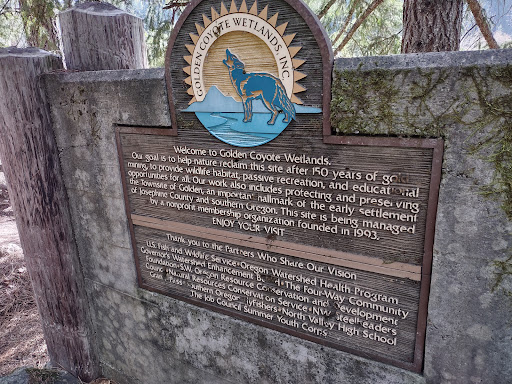 GOLDEN COYOTE WETLANDS INC.
Welcome to Golden Coyote Wetlands.
Our goal is to help nature reclaim this site after 150 years of gold
mining, to provide wildlife habitat, passive recreation, and educational
opportunities for all. Our work also includes protecting and preserving
the Townsite of Golden, an important hallmark of the early settlement
of Josephine County and southern Oregon. This site is being managed
by a nonprofit membership organization founded in 1993.
ENJOY YOUR VISIT
Thank you to the Partners Who Share Our Vision
U.S. Fish and Wildlife Service•Oregon Watershed Health Program
Governor's Watershed Enhancement •The Four-Way Community
Foundation•S.W. Oregon Resource Conservation and Development
Council•Natural Resources Conservation Service•N.W. Steelheaders
Southern Oregon Flyfishers•North Valley High School
The Job Council Summer Youth Corps